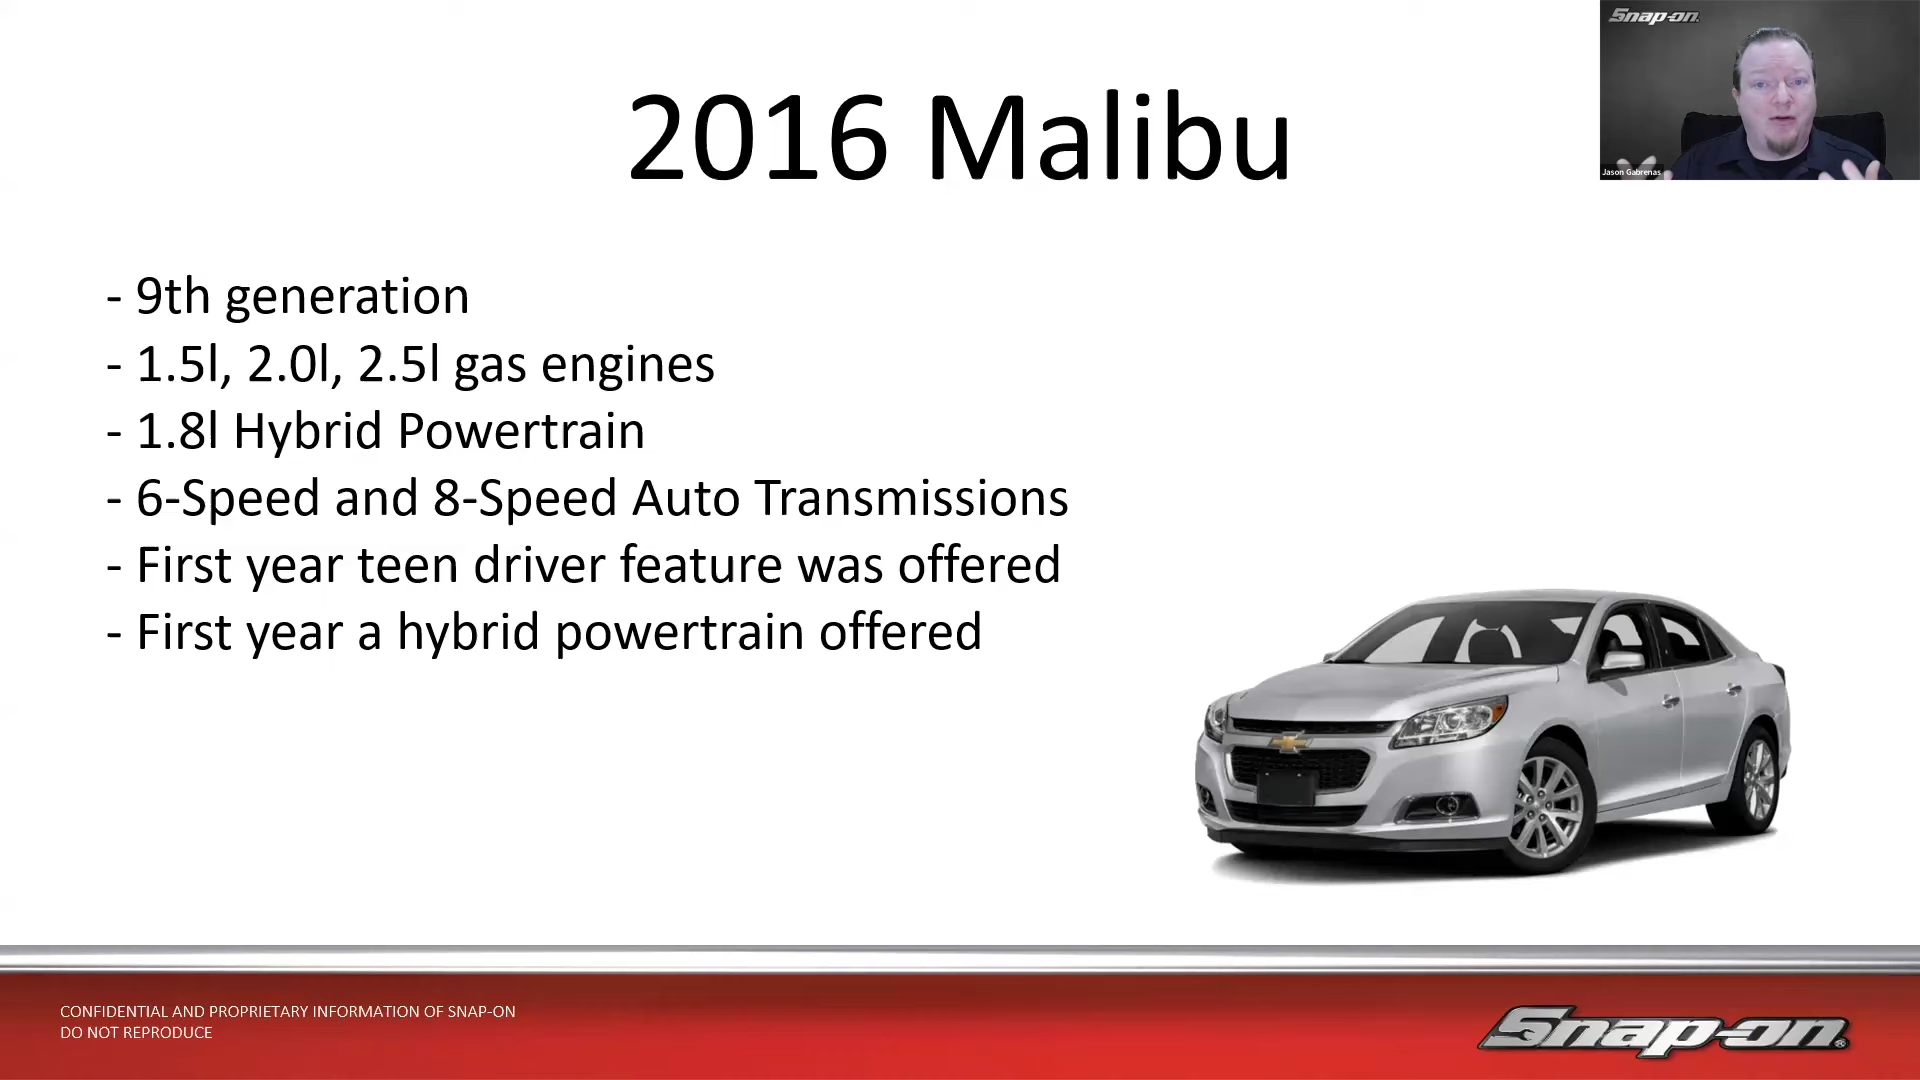 Snap-on
Jason Gabrenas
2016 Malibu
- 9th generation
- 1.5l, 2.0l, 2.5l gas engines
- 1.8l Hybrid Powertrain
- 6-Speed and 8-Speed Auto Transmissions
- First year teen driver feature was offered
- First year a hybrid powertrain offered
CONFIDENTIAL AND PROPRIETARY INFORMATION OF SNAP-ON
DO NOT REPRODUCE
Snap-on®